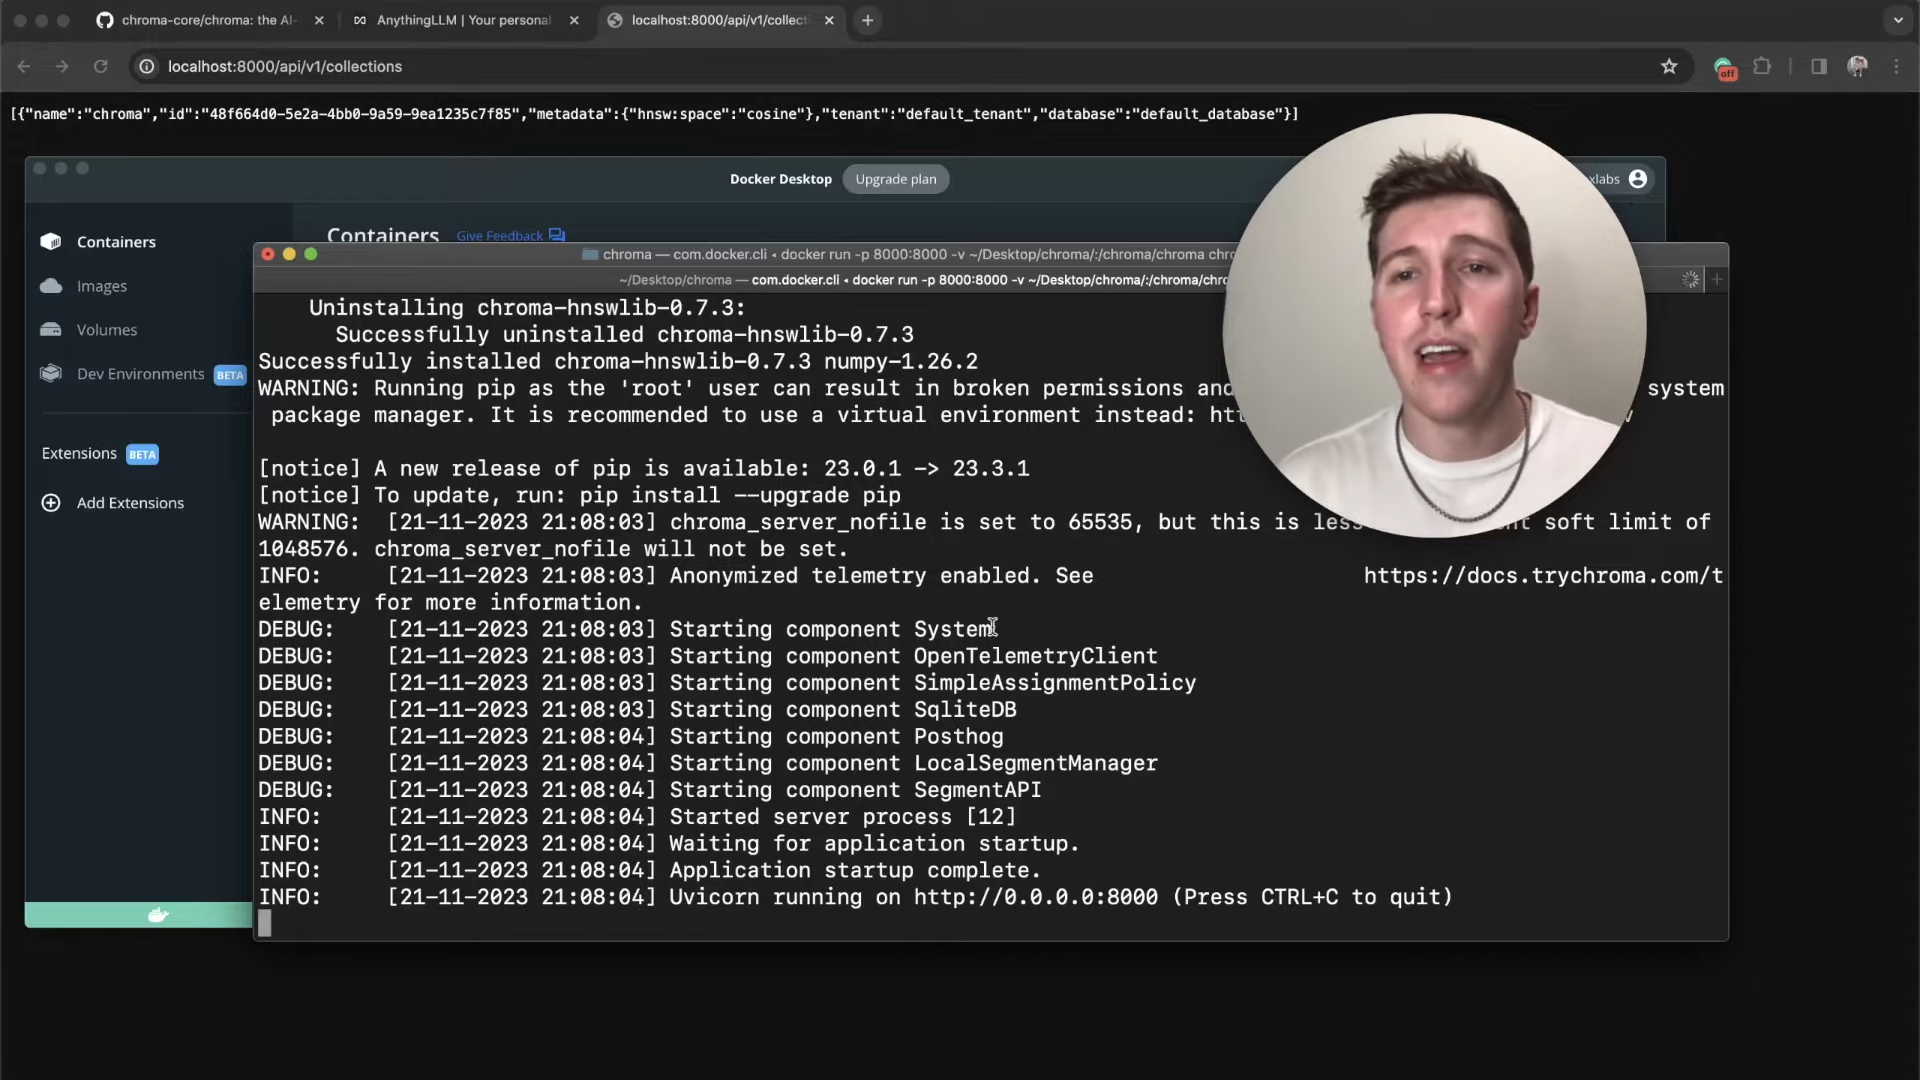 chroma-core/chroma: the AI-
AnythingLLM | Your personal
localhost:8000/api/v1/collecti
localhost:8000/api/v1/collections
off
[{"name":"chroma","id":"48f664d0-5e2a-4bb0-9a59-9ea1235c7f85","metadata":{"hnsw:space":"cosine"},"tenant":"default_tenant","database":"default_database"}]
Docker Desktop
Upgrade plan
xlabs
Containers
Images
Volumes
Dev Environments BETA
Extensions BETA
Add Extensions
Containers
Give Feedback
chroma — com.docker.cli ◂ docker run -p 8000:8000 -v ~/Desktop/chroma/:/chroma/chroma chro
~/Desktop/chroma — com.docker.cli ◂ docker run -p 8000:8000 -v ~/Desktop/chroma/:/chroma/chro
Uninstalling chroma-hnswlib-0.7.3:
Successfully uninstalled chroma-hnswlib-0.7.3
Successfully installed chroma-hnswlib-0.7.3 numpy-1.26.2
WARNING: Running pip as the 'root' user can result in broken permissions and system
package manager. It is recommended to use a virtual environment instead: htt
[notice] A new release of pip is available: 23.0.1 -> 23.3.1
[notice] To update, run: pip install --upgrade pip
WARNING: [21-11-2023 21:08:03] chroma_server_nofile is set to 65535, but this is less soft limit of
1048576. chroma_server_nofile will not be set.
INFO: [21-11-2023 21:08:03] Anonymized telemetry enabled. See https://docs.trychroma.com/t
elemetry for more information.
DEBUG: [21-11-2023 21:08:03] Starting component System
DEBUG: [21-11-2023 21:08:03] Starting component OpenTelemetryClient
DEBUG: [21-11-2023 21:08:03] Starting component SimpleAssignmentPolicy
DEBUG: [21-11-2023 21:08:03] Starting component SqliteDB
DEBUG: [21-11-2023 21:08:04] Starting component Posthog
DEBUG: [21-11-2023 21:08:04] Starting component LocalSegmentManager
DEBUG: [21-11-2023 21:08:04] Starting component SegmentAPI
INFO: [21-11-2023 21:08:04] Started server process [12]
INFO: [21-11-2023 21:08:04] Waiting for application startup.
INFO: [21-11-2023 21:08:04] Application startup complete.
INFO: [21-11-2023 21:08:04] Uvicorn running on http://0.0.0.0:8000 (Press CTRL+C to quit)